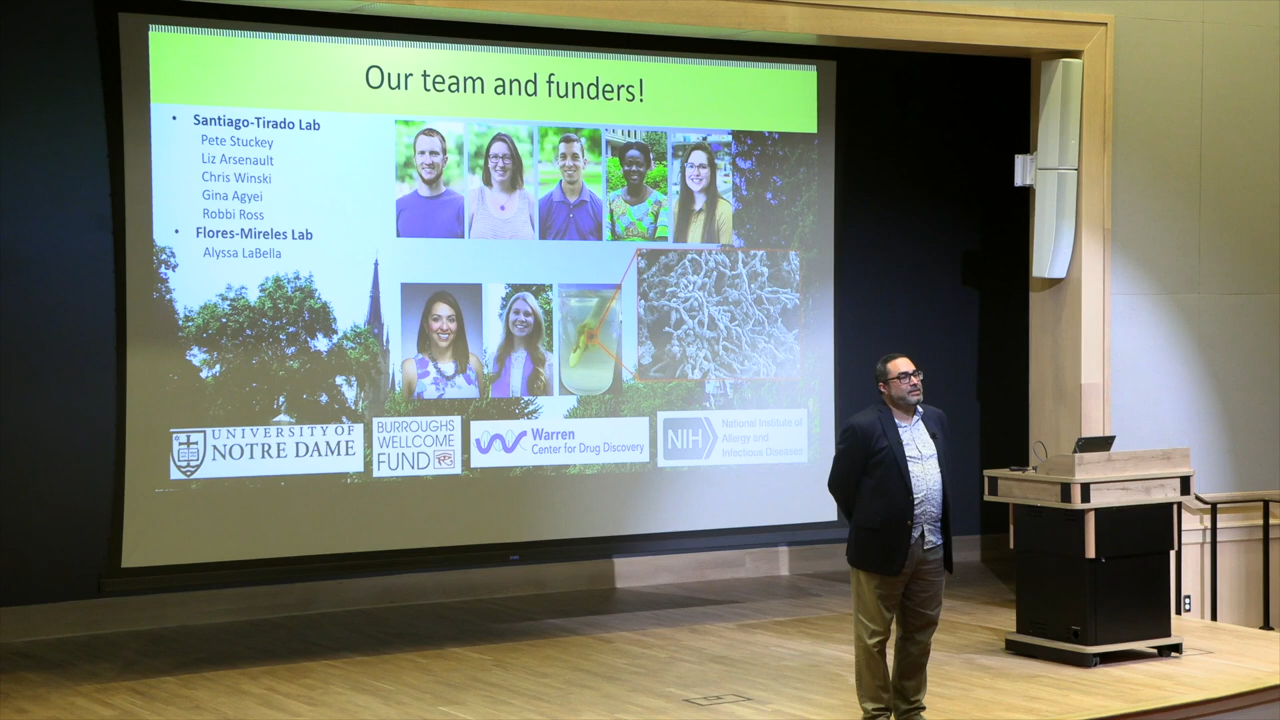 Our team and funders!
• Santiago-Tirado Lab
Pete Stuckey
Liz Arsenault
Chris Winski
Gina Agyei
Robbi Ross
• Flores-Mireles Lab
Alyssa LaBella
UNIVERSITY OF
NOTRE DAME
BURROUGHS
WELLCOME
FUND
Warren
Center for Drug Discovery
NIH
National Institute of
Allergy and
Infectious Diseases